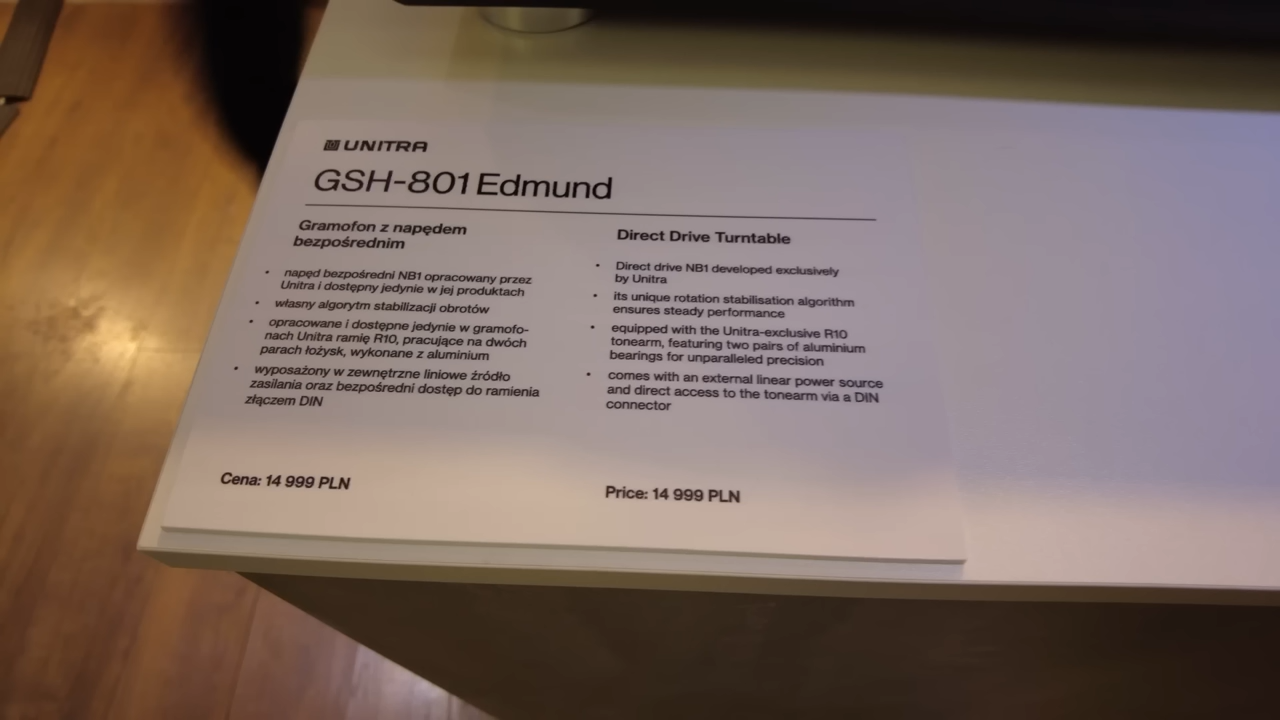 UNITRA
GSH-801 Edmund
Gramofon z napędem
bezpośrednim
• napęd bezpośredni NB1 opracowany przez
Unitra i dostępny jedynie w jej produktach
• własny algorytm stabilizacji obrotów
• opracowane i dostępne jedynie w gramofo-
nach Unitra ramię R10, pracujące na dwóch
parach łożysk, wykonane z aluminium
• wyposażony w zewnętrzne liniowe źródło
zasilania oraz bezpośredni dostęp do ramienia
złączem DIN
Cena: 14 999 PLN
Direct Drive Turntable
• Direct drive NB1 developed exclusively
by Unitra
• its unique rotation stabilisation algorithm
ensures steady performance
• equipped with the Unitra-exclusive R10
tonearm, featuring two pairs of aluminium
bearings for unparalleled precision
• comes with an external linear power source
and direct access to the tonearm via a DIN
connector
Price: 14 999 PLN